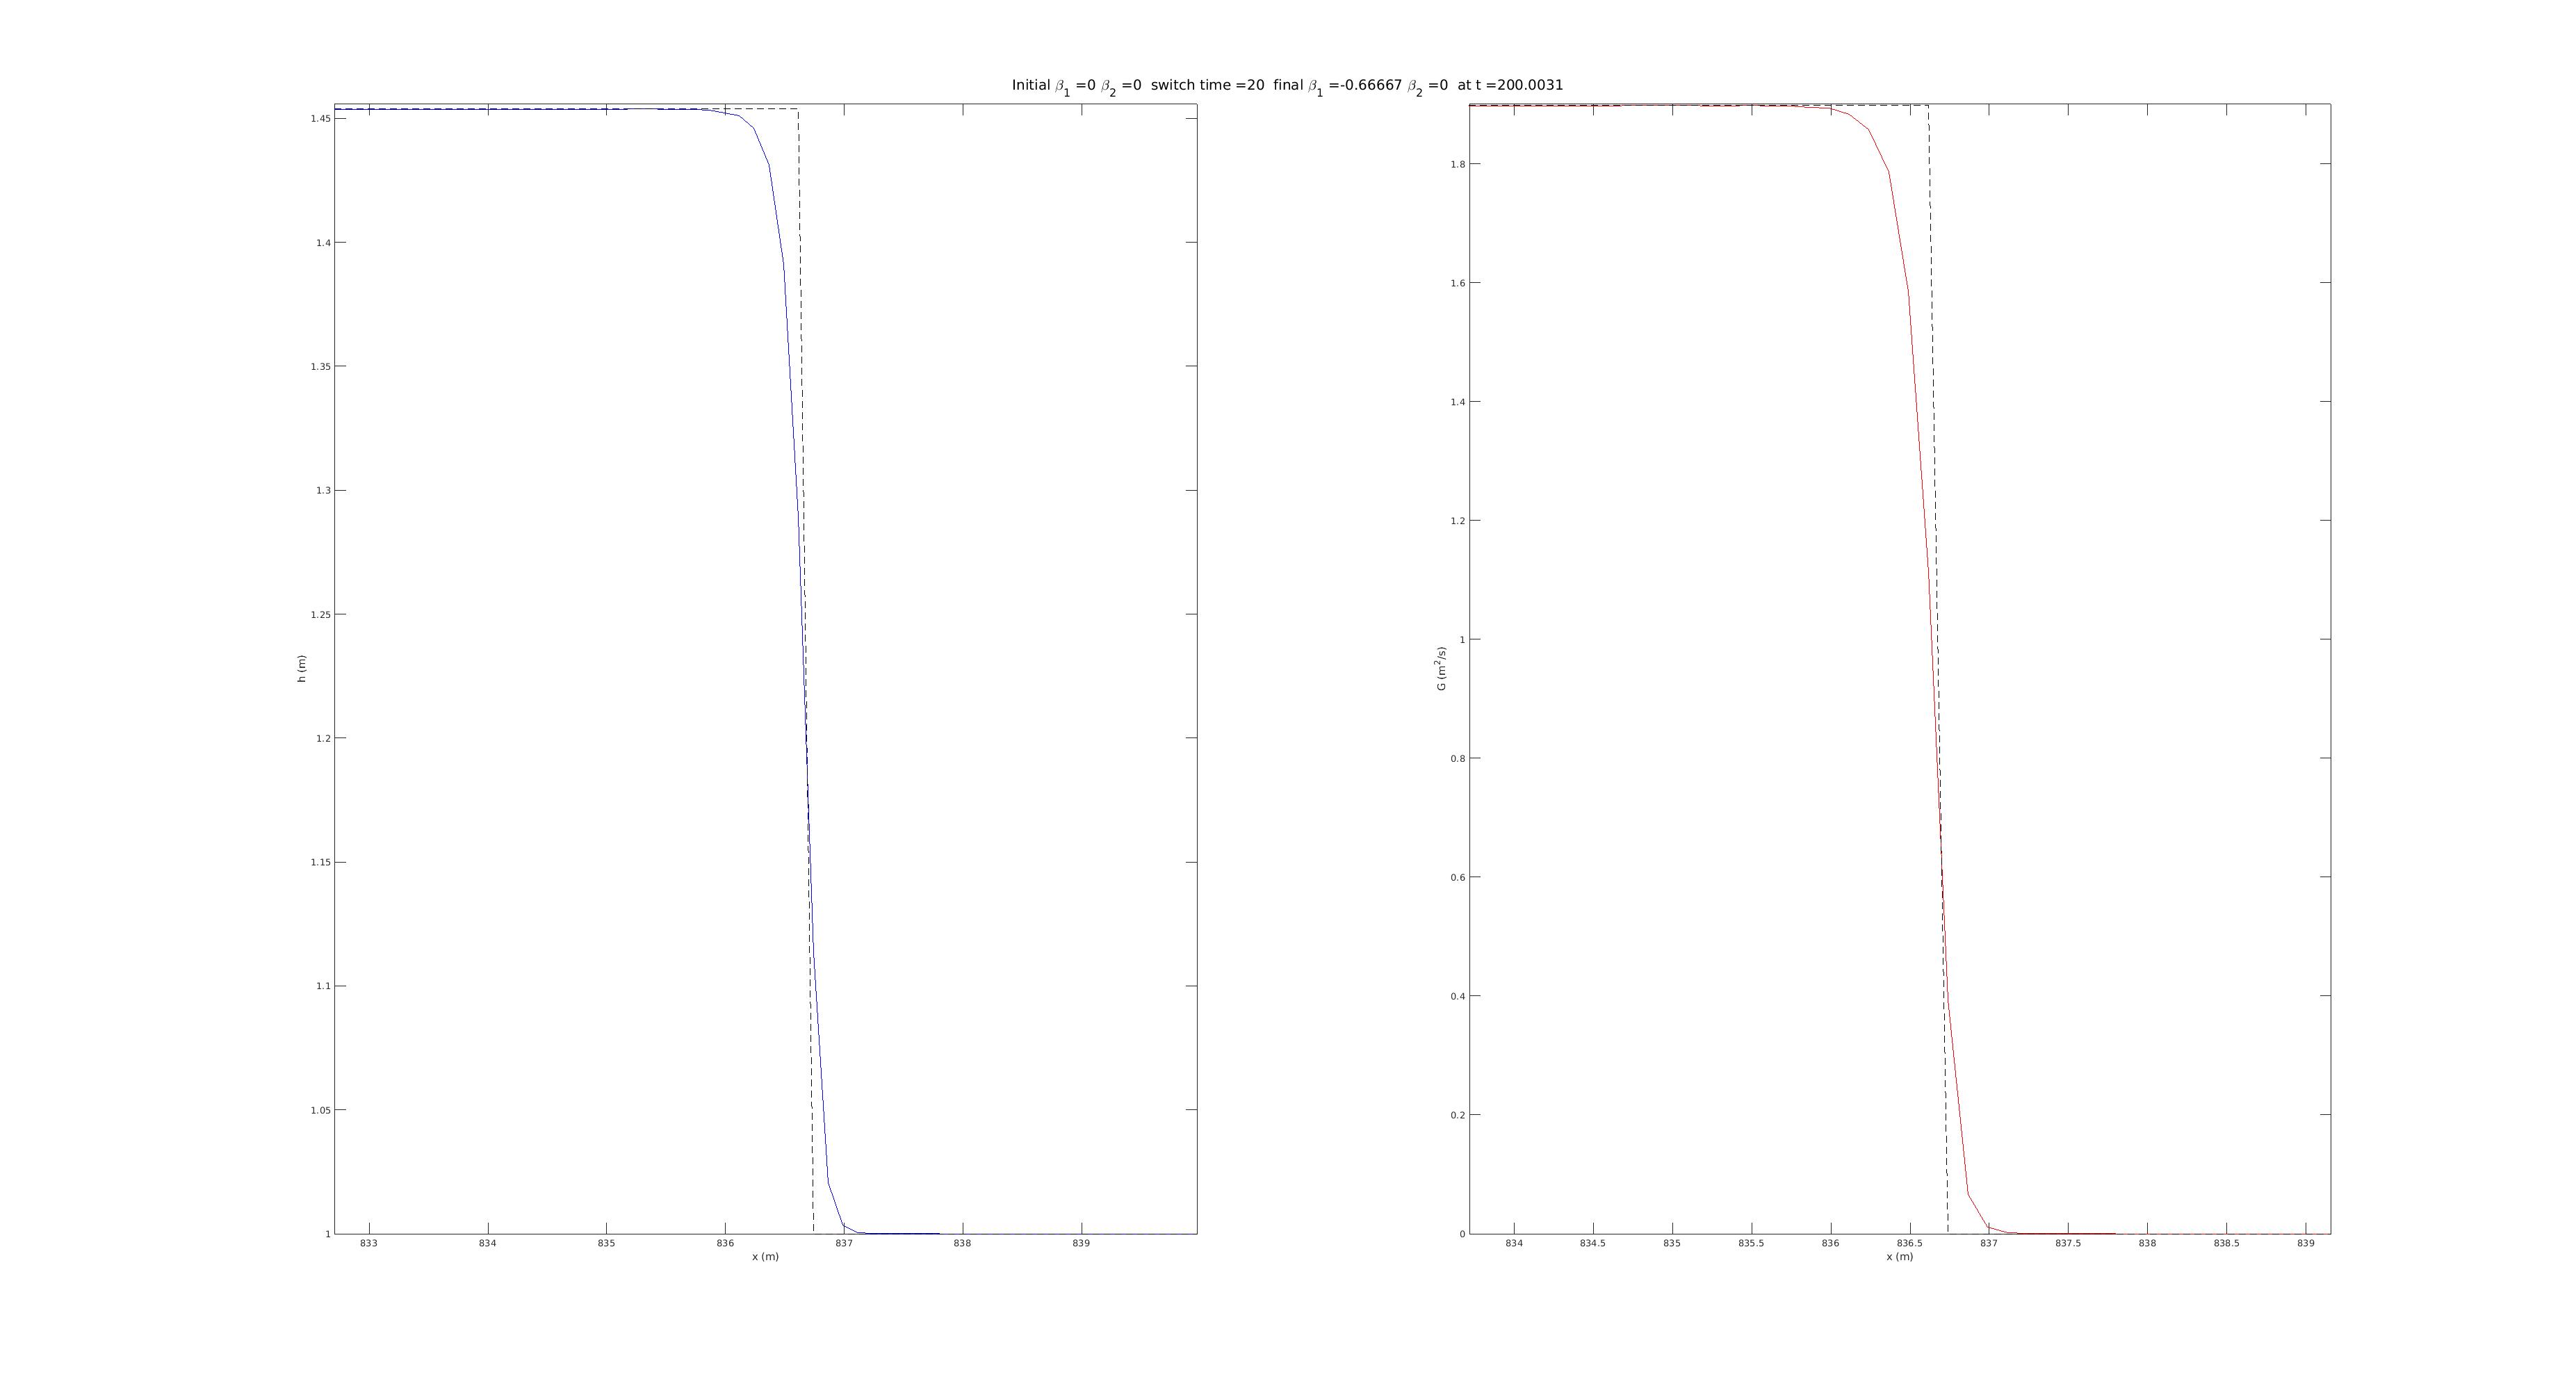 Initial β₁ =0 β₂ =0 switch time =20 final β₁ =-0.66667 β₂ =0 at t =200.0031
1.45
1.4
1.35
1.3
1.25
1.2
1.15
1.1
1.05
1
h (m)
833 834 835 836 837 838 839
x (m)
1.8
1.6
1.4
1.2
1
0.8
0.6
0.4
0.2
0
G (m²/s)
834 834.5 835 835.5 836 836.5 837 837.5 838 838.5 839
x (m)